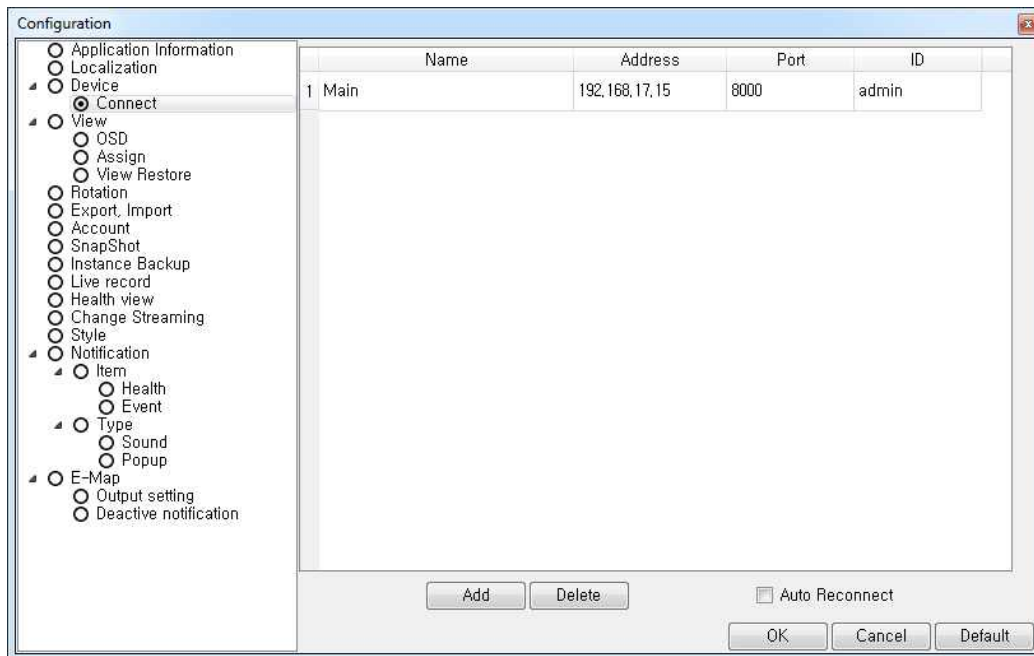 Configuration
Application Information
Localization
Device
Connect
View
OSD
Assign
View Restore
Rotation
Export, Import
Account
SnapShot
Instance Backup
Live record
Health view
Change Streaming
Style
Notification
Item
Health
Event
Type
Sound
Popup
E-Map
Output setting
Deactive notification
Name Address Port ID
1 Main 192,168,17,15 8000 admin
Add Delete Auto Reconnect
OK Cancel Default